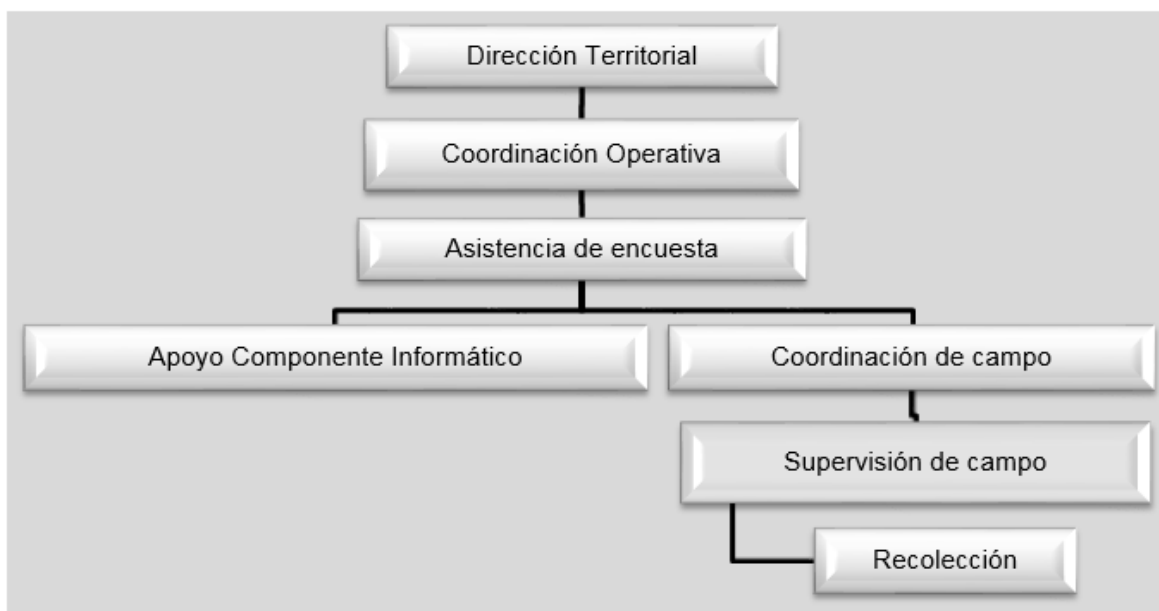 Dirección Territorial
Coordinación Operativa
Asistencia de encuesta
Apoyo Componente Informático
Coordinación de campo
Supervisión de campo
Recolección